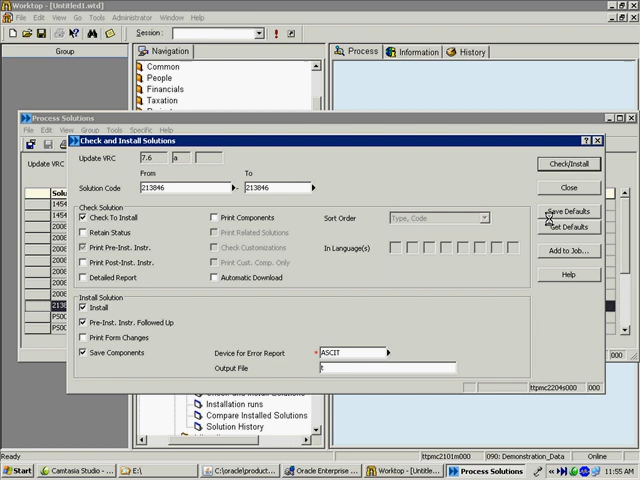 Worktop - [Untitled1.wtd]
File Edit View Go Tools Administrator Window Help
Session:
Group
Navigation
Process Information History
Common
People
Financials
Taxation
Process Solutions
File Edit View Group Tools Specific Help
Update VRC
Check and Install Solutions
Update VRC 7.6 a
From To
Solution Code 213846 - 213846
Check Solution
Check To Install
Print Components
Sort Order Type, Code
Retain Status
Print Related Solutions
Print Pre-Inst. Instr.
Check Customizations
In Language(s)
Print Post-Inst. Instr.
Print Cust. Comp. Only
Detailed Report
Automatic Download
Install Solution
Install
Pre-Inst. Instr. Followed Up
Print Form Changes
Save Components
Device for Error Report * ASCIT
Output File t
Check/Install
Close
Save Defaults
Get Defaults
Add to Job...
Help
ttpmc2204s000 000
000
Installation runs
Compare Installed Solutions
Solution History
Ready ttpmc2101m000 090: Demonstration_Data Online
Start Camtasia Studio - ... E:\ C:\oracle\product... Oracle Enterprise ... Worktop - [Untitle... Process Solutions 11:55 AM